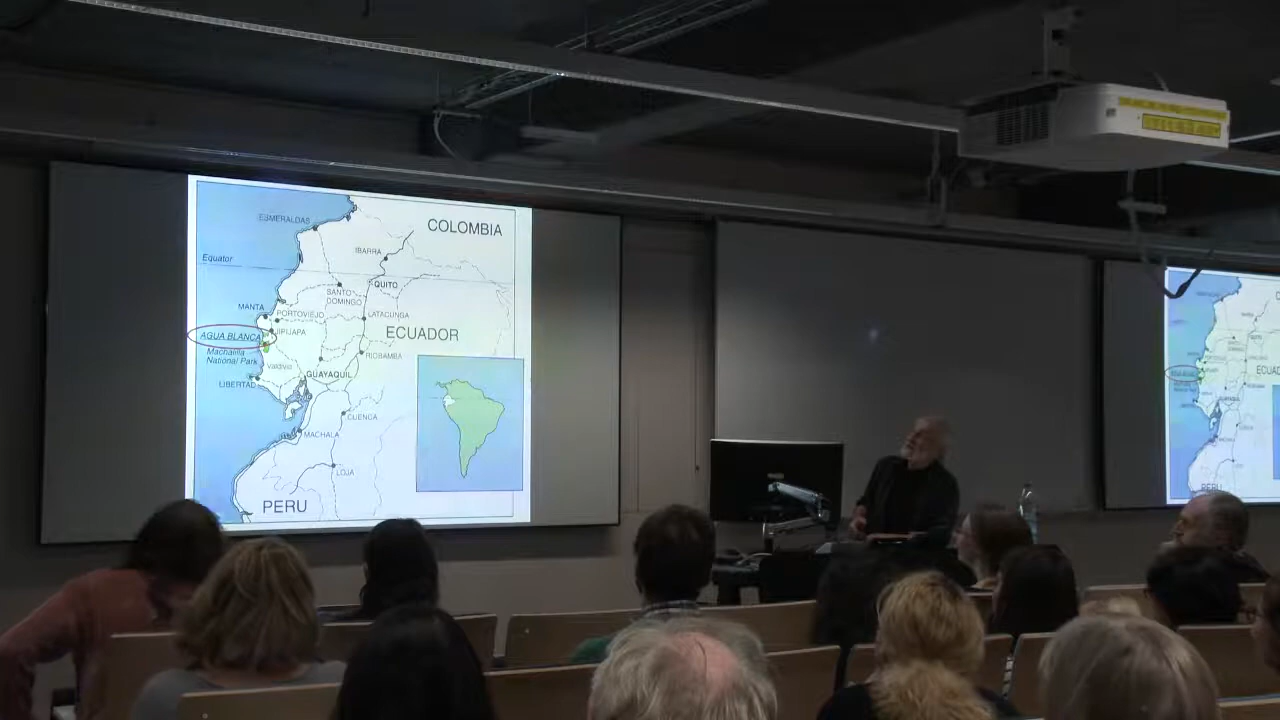 ESMERALDAS
COLOMBIA
IBARRA
Equator
QUITO
SANTO
DOMINGO
MANTA
PORTOVIEJO
LATACUNGA
AGUA BLANCA
JIPIJAPA
ECUADOR
Machalilla
National Park
RIOBAMBA
Valdivia
GUAYAQUIL
LIBERTAD
CUENCA
MACHALA
LOJA
PERU